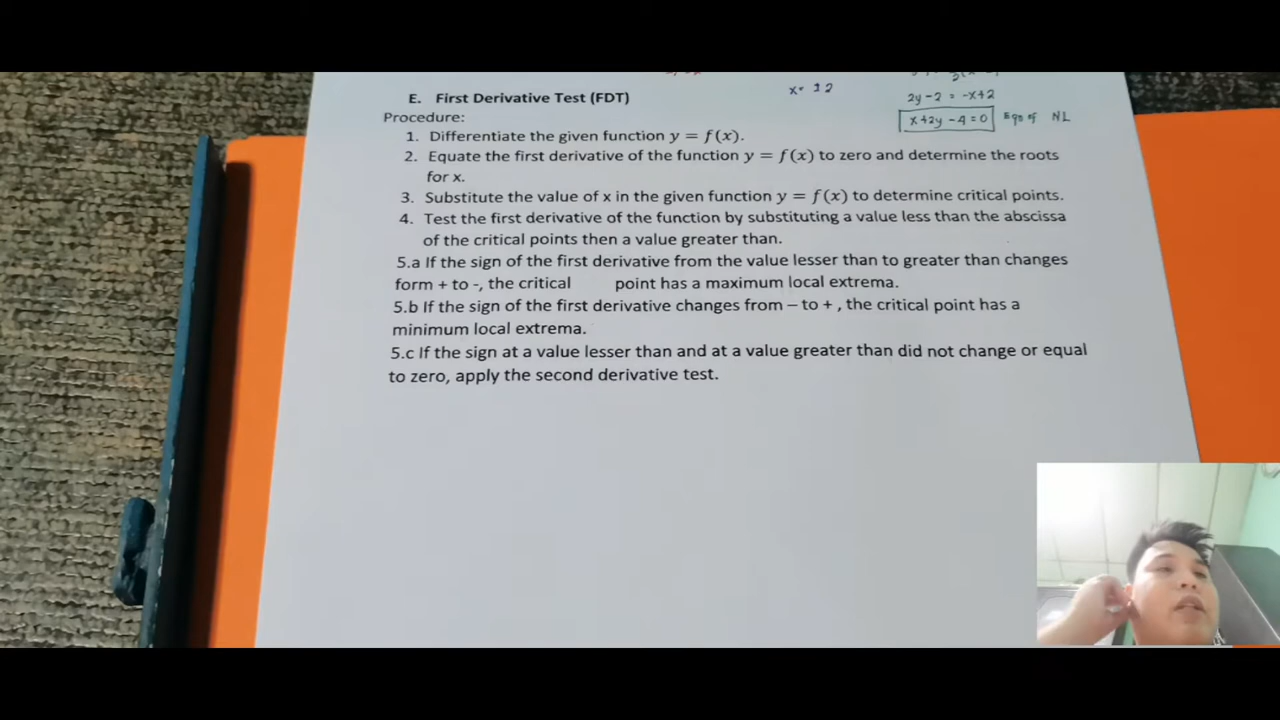 E. First Derivative Test (FDT)
x= 12
2y-2 = -x+2
x+2y-4=0 Eqn of NL
Procedure:
1. Differentiate the given function y = f(x).
2. Equate the first derivative of the function y = f(x) to zero and determine the roots
for x.
3. Substitute the value of x in the given function y = f(x) to determine critical points.
4. Test the first derivative of the function by substituting a value less than the abscissa
of the critical points then a value greater than.
5.a If the sign of the first derivative from the value lesser than to greater than changes
form + to -, the critical point has a maximum local extrema.
5.b If the sign of the first derivative changes from – to + , the critical point has a
minimum local extrema.
5.c If the sign at a value lesser than and at a value greater than did not change or equal
to zero, apply the second derivative test.